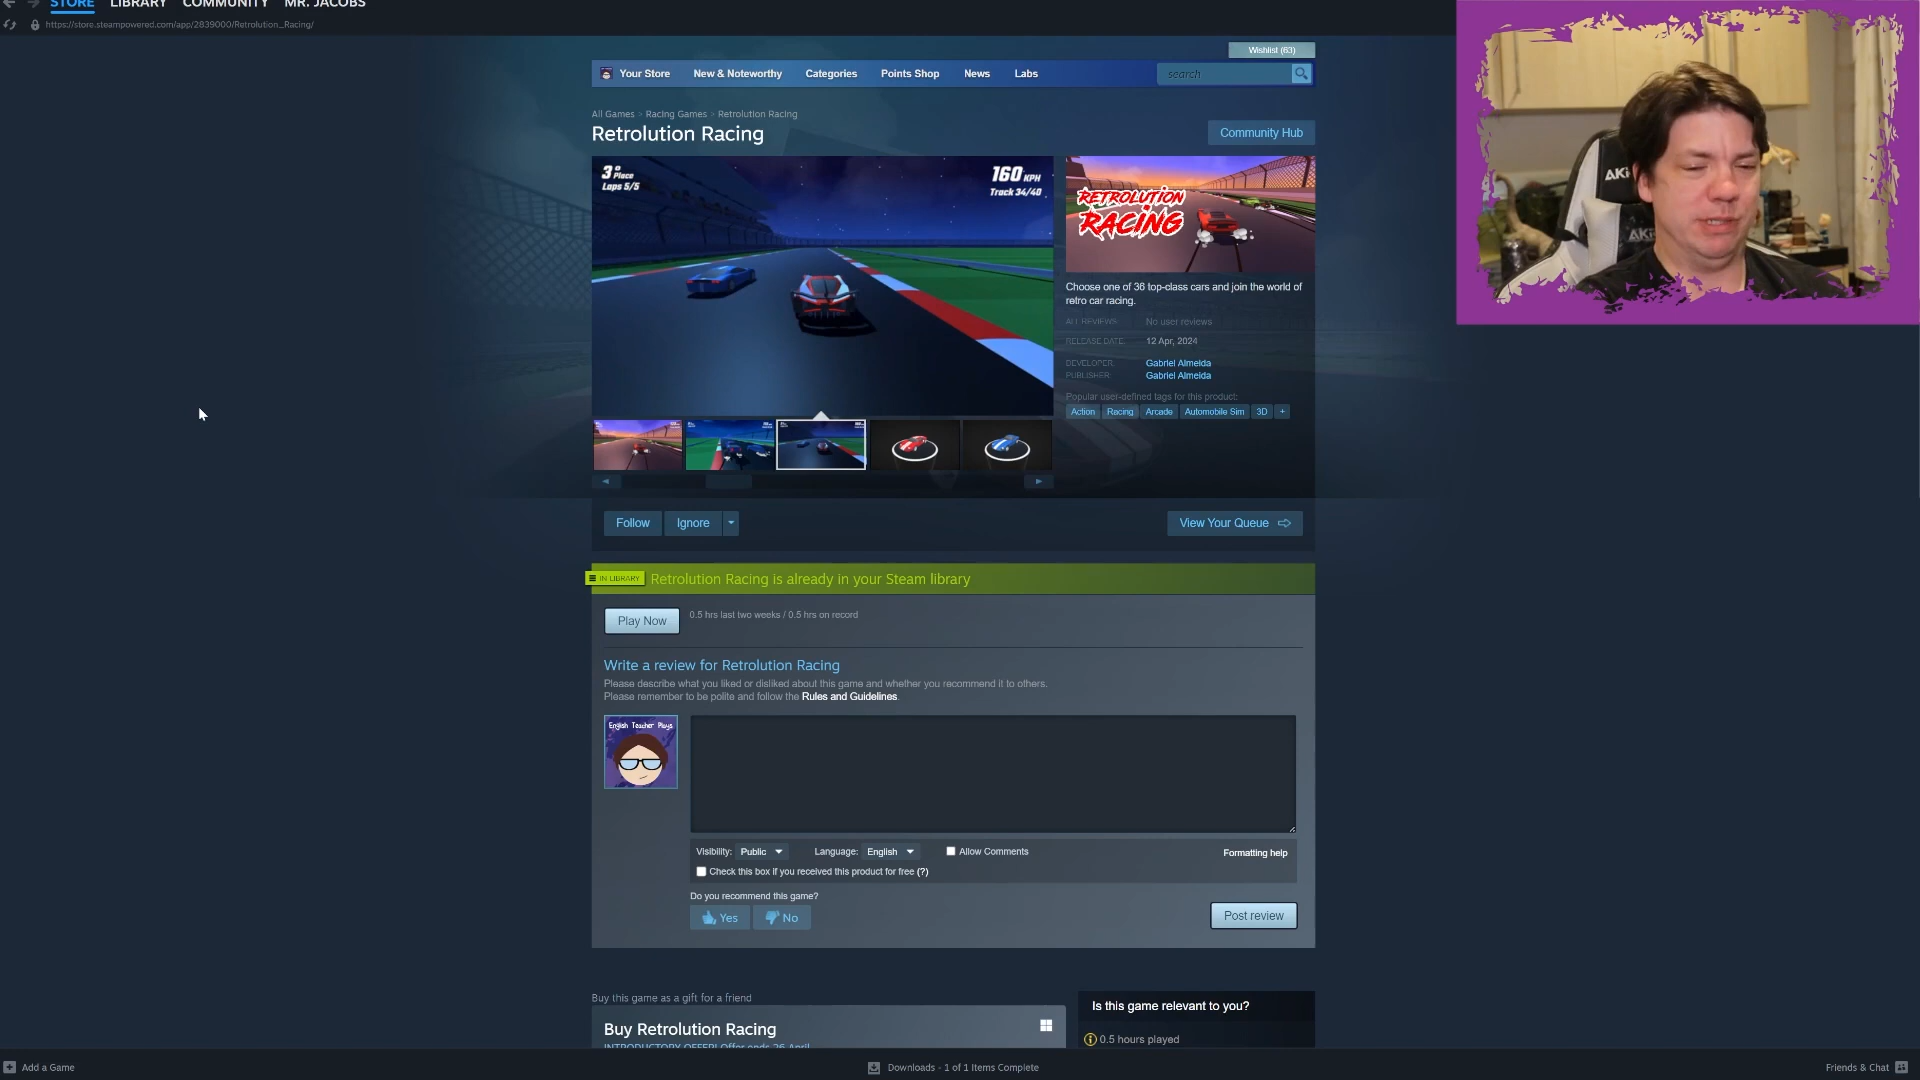 STORE LIBRARY COMMUNITY MR. JACOBS
https://store.steampowered.com/app/2839000/Retrolution_Racing/
Wishlist (63)
Your Store New & Noteworthy Categories Points Shop News Labs search
All Games > Racing Games > Retrolution Racing
Retrolution Racing
Community Hub
3º Place
Laps 5/5
160 KPH
Track 34/40
RETROLUTION
RACING
Choose one of 36 top-class cars and join the world of
retro car racing.
ALL REVIEWS: No user reviews
RELEASE DATE: 12 Apr, 2024
DEVELOPER: Gabriel Almeida
PUBLISHER: Gabriel Almeida
Popular user-defined tags for this product:
Action Racing Arcade Automobile Sim 3D +
Follow Ignore
View Your Queue
IN LIBRARY Retrolution Racing is already in your Steam library
Play Now 0.5 hrs last two weeks / 0.5 hrs on record
Write a review for Retrolution Racing
Please describe what you liked or disliked about this game and whether you recommend it to others.
Please remember to be polite and follow the Rules and Guidelines.
English Teacher Plays
Visibility: Public Language: English Allow Comments Formatting help
Check this box if you received this product for free (?)
Do you recommend this game?
Yes No
Post review
Buy this game as a gift for a friend
Buy Retrolution Racing
INTRODUCTORY OFFER! Offer ends 26 April
Is this game relevant to you?
0.5 hours played
Add a Game
Downloads - 1 of 1 Items Complete
Friends & Chat